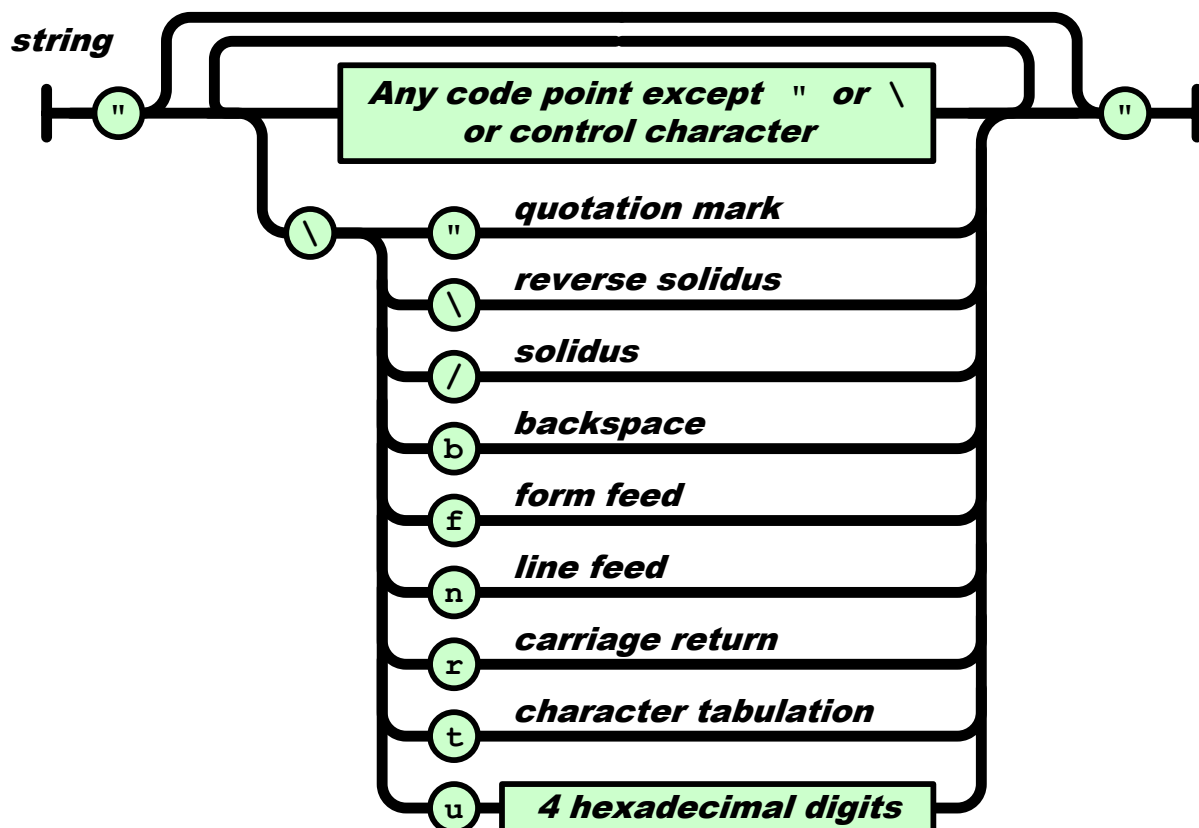 string
"
Any code point except " or \
or control character
"
\
" quotation mark
\ reverse solidus
/ solidus
b backspace
f form feed
n line feed
r carriage return
t character tabulation
u 4 hexadecimal digits